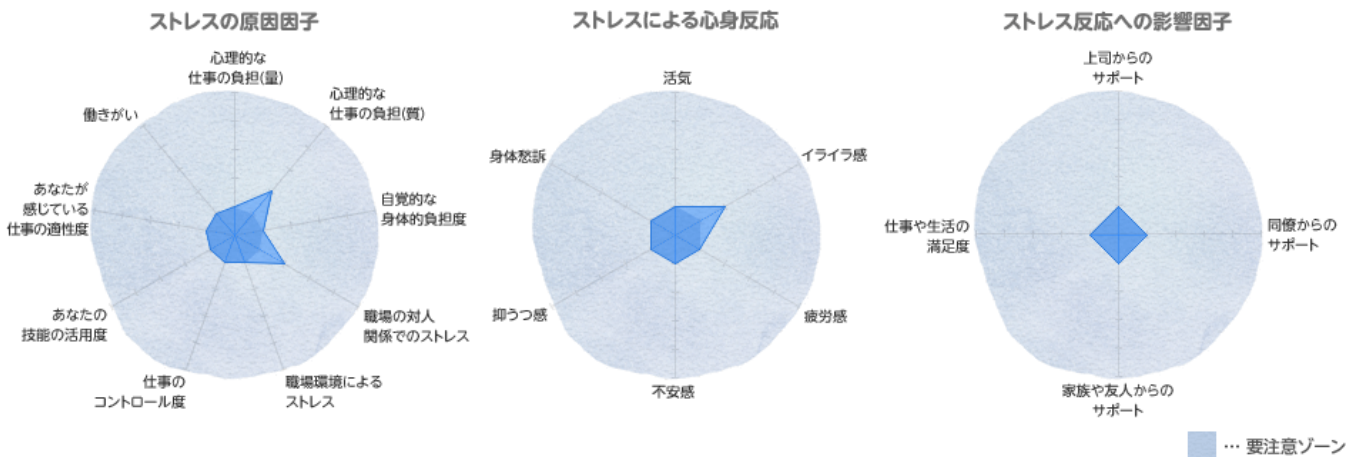 ストレスの原因因子
心理的な
仕事の負担(量)
心理的な
仕事の負担(質)
自覚的な
身体的負担度
職場の対人
関係でのストレス
職場環境による
ストレス
仕事の
コントロール度
あなたの
技能の活用度
あなたが
感じている
仕事の適性度
働きがい
ストレスによる心身反応
活気
イライラ感
疲労感
不安感
抑うつ感
身体愁訴
ストレス反応への影響因子
上司からの
サポート
同僚からの
サポート
家族や友人からの
サポート
仕事や生活の
満足度
… 要注意ゾーン